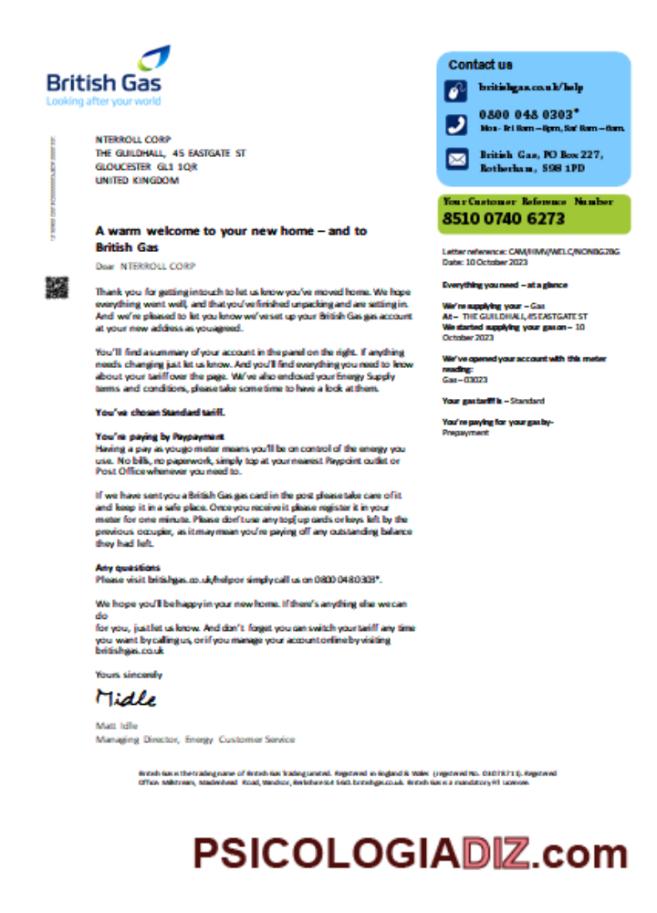 British Gas
Looking after your world
NTERROLL CORP
THE GUILDHALL, 45 EASTGATE ST
GLOUCESTER GL1 1QR
UNITED KINGDOM
A warm welcome to your new home – and to
British Gas
Dear NTERROLL CORP
Thank you for getting in touch to let us know you've moved home. We hope
everything went well, and that you've finished unpacking and are setting in.
And we're pleased to let you know we've set up your British Gas gas account
at your new address as youagreed.
You'll find a summary of your account in the panel on the right. If anything
needs changing just let us know. And you'll find everything you need to know
about your tariff over the page. We've also enclosed your Energy Supply
terms and conditions, please take some time to have a look at them.
You've chosen Standard tariff.
You're paying by Paypayment
Having a pay as yougo meter means you'll be on control of the energy you
use. No bills, no paperwork, simply top at your nearest Paypoint outlet or
Post Office whenever you need to.
If we have sent you a British Gas gas card in the post please take care of it
and keep it in a safe place. Once you receive it please register it in your
meter for one minute. Please don't use any top up cards or keys left by the
previous occupier, as it may mean you're paying off any outstanding balance
they had left.
Any questions
Please visit britishgas.co.uk/help or simply call us on 0800 048 0303*.
We hope you'll be happy in your new home. If there's anything else we can
do
for you, just let us know. And don't forget you can switch your tariff any time
you want by calling us, or if you manage your account online by visiting
britishgas.co.uk
Yours sincerely
Midle
Matt Idle
Managing Director, Energy Customer Service
Contact us
britishgas.co.uk/help
0800 048 0303*
Mon- Fri 8am – 8pm, Sat 8am – 6pm.
British Gas, PO Box 227,
Rotherham, S98 1PD
Your Customer Reference Number
8510 0740 6273
Letter reference: CAM/HMV/WELC/NONBG2BG
Date: 10 October 2023
Everything you need – at a glance
We're supplying your – Gas
At – THE GUILDHALL, 45 EASTGATE ST
We started supplying your gas on – 10
October 2023
We've opened your account with this meter
reading:
Gas – 03023
Your gas tariff is – Standard
You're paying for your gas by-
Prepayment
British Gas is the trading name of British Gas Trading Limited. Registered in England & Wales (registered No. 03078711). Registered
Office: Millstream, Maidenhead Road, Windsor, Berkshire SL4 5GD. britishgas.co.uk. British Gas is a mandatory FIT Licensee.
PSICOLOGIADIZ.com